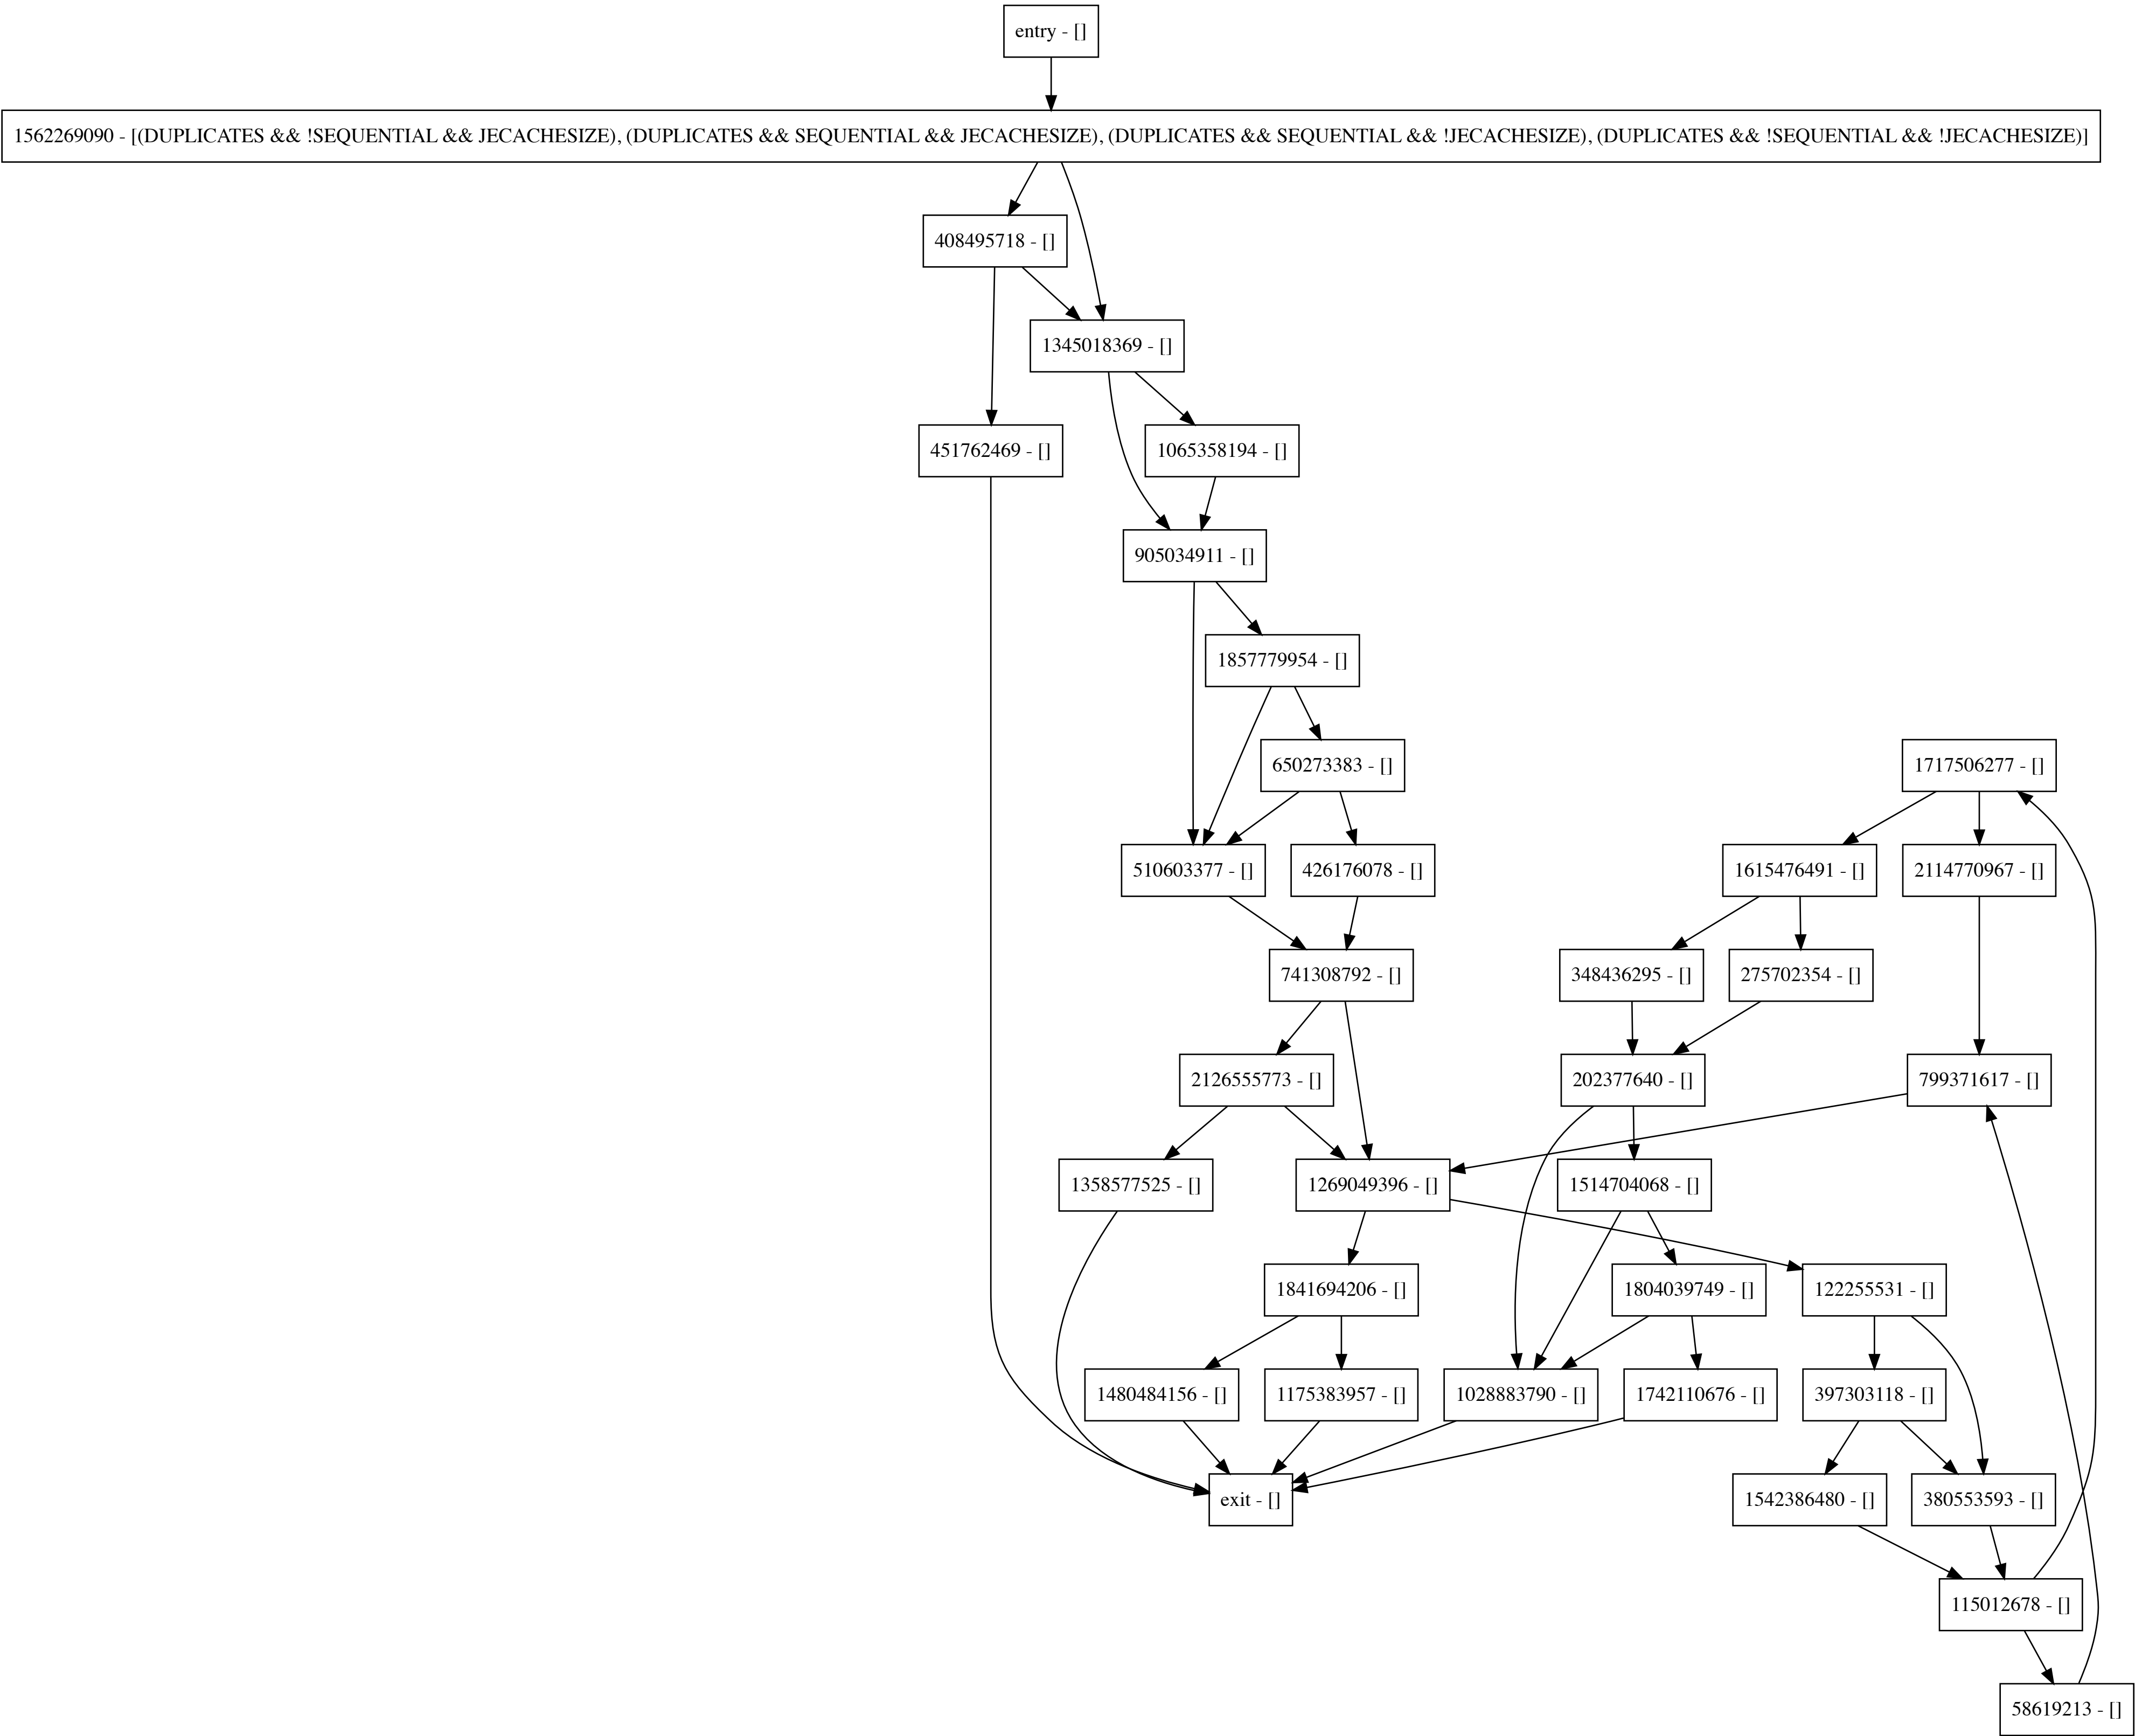 entry - []
1562269090 - [(DUPLICATES && !SEQUENTIAL && JECACHESIZE), (DUPLICATES && SEQUENTIAL && JECACHESIZE), (DUPLICATES && SEQUENTIAL && !JECACHESIZE), (DUPLICATES && !SEQUENTIAL && !JECACHESIZE)]
408495718 - []
1345018369 - []
451762469 - []
1065358194 - []
905034911 - []
1857779954 - []
650273383 - []
1717506277 - []
510603377 - []
426176078 - []
1615476491 - []
2114770967 - []
741308792 - []
348436295 - []
275702354 - []
2126555773 - []
202377640 - []
799371617 - []
1358577525 - []
1269049396 - []
1514704068 - []
1841694206 - []
1804039749 - []
122255531 - []
1480484156 - []
1175383957 - []
1028883790 - []
1742110676 - []
397303118 - []
exit - []
1542386480 - []
380553593 - []
115012678 - []
58619213 - []